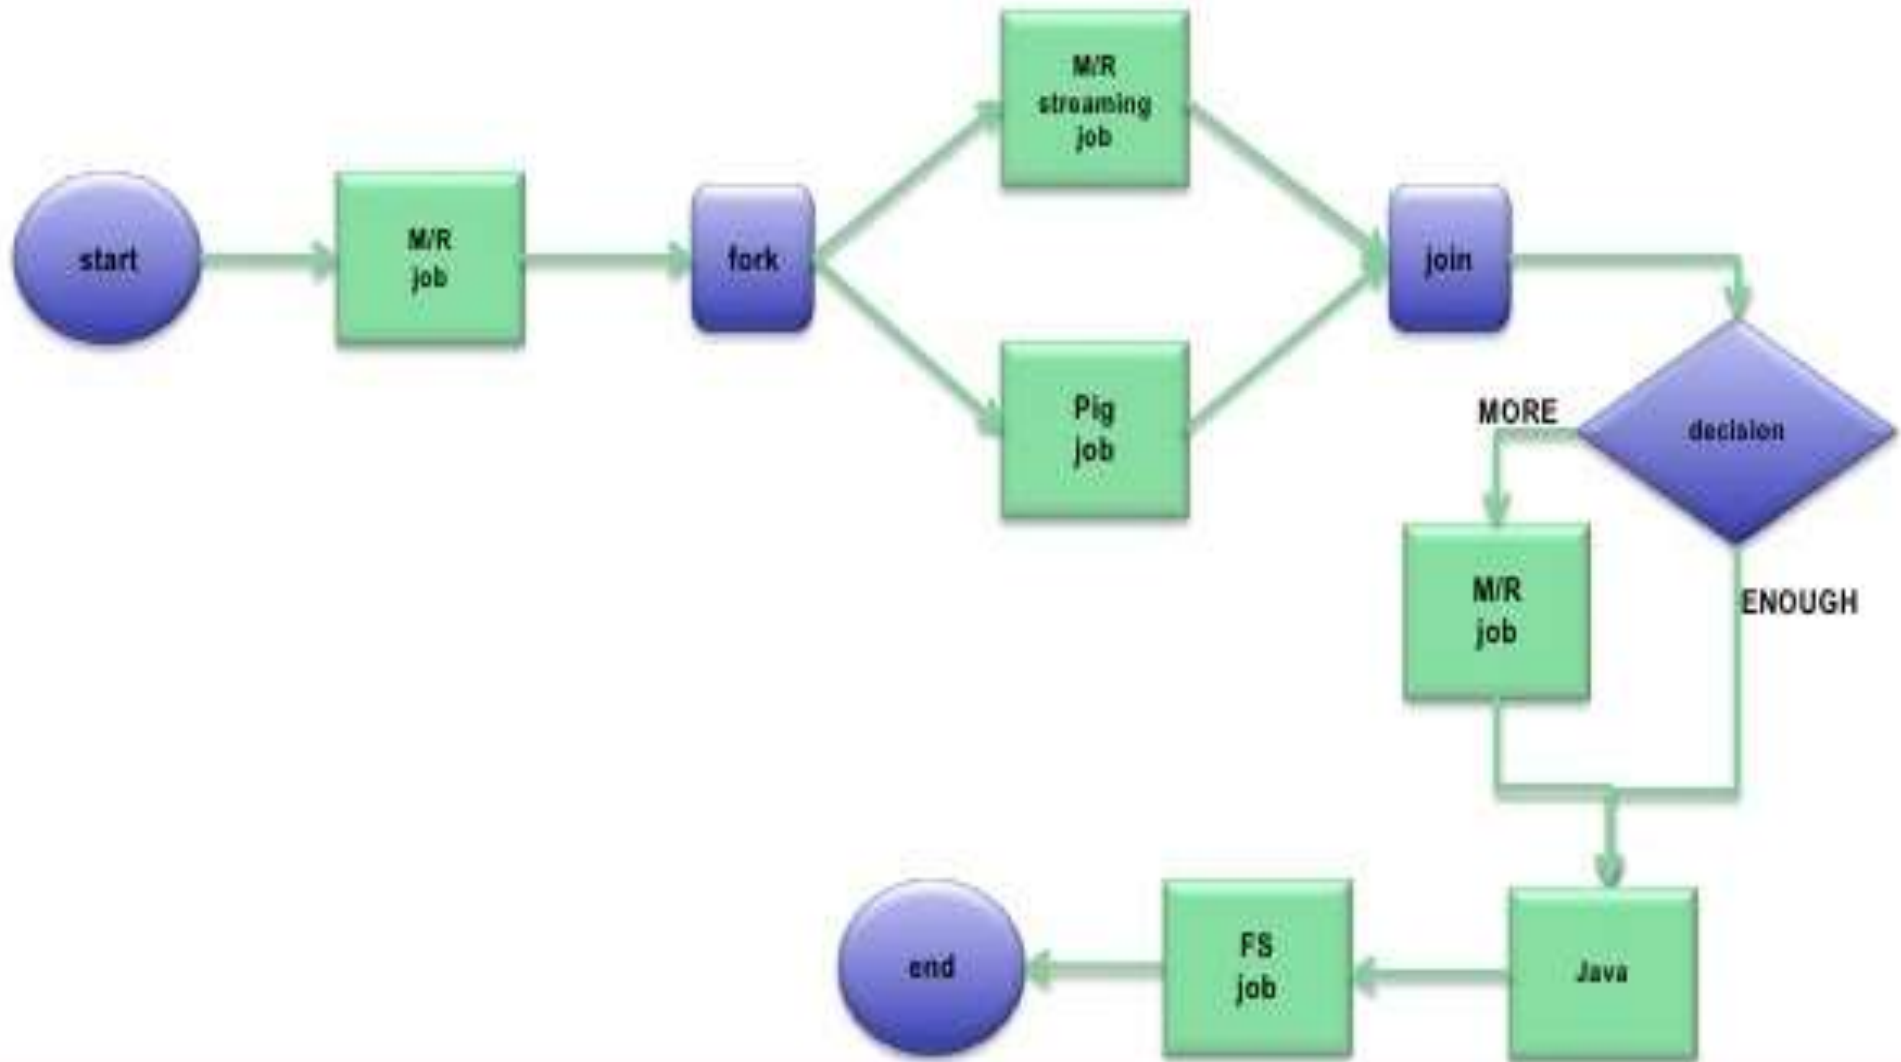 start
M/R
job
fork
M/R
streaming
job
Pig
job
join
decision
MORE
M/R
job
ENOUGH
Java
FS
job
end